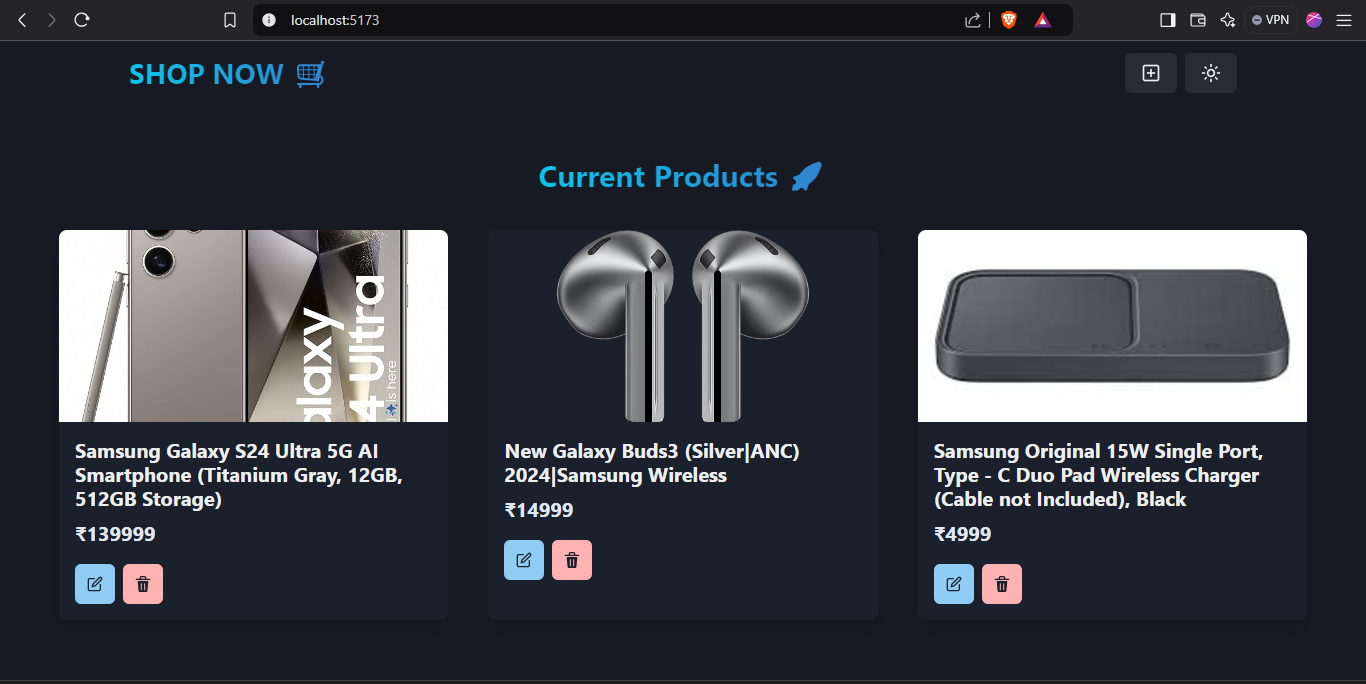 localhost:5173
VPN
SHOP NOW
Current Products
alaxy
4 Ultra
is here
Samsung Galaxy S24 Ultra 5G AI
Smartphone (Titanium Gray, 12GB,
512GB Storage)
₹139999
New Galaxy Buds3 (Silver|ANC)
2024|Samsung Wireless
₹14999
Samsung Original 15W Single Port,
Type - C Duo Pad Wireless Charger
(Cable not Included), Black
₹4999